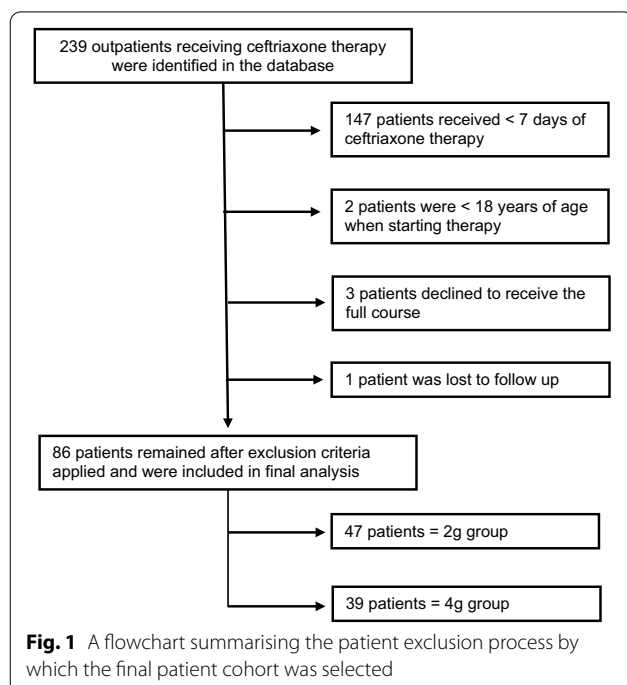 239 outpatients receiving ceftriaxone therapy
were identified in the database
147 patients received < 7 days of
ceftriaxone therapy
2 patients were < 18 years of age
when starting therapy
3 patients declined to receive the
full course
1 patient was lost to follow up
86 patients remained after exclusion criteria
applied and were included in final analysis
47 patients = 2g group
39 patients = 4g group
Fig. 1 A flowchart summarising the patient exclusion process by
which the final patient cohort was selected